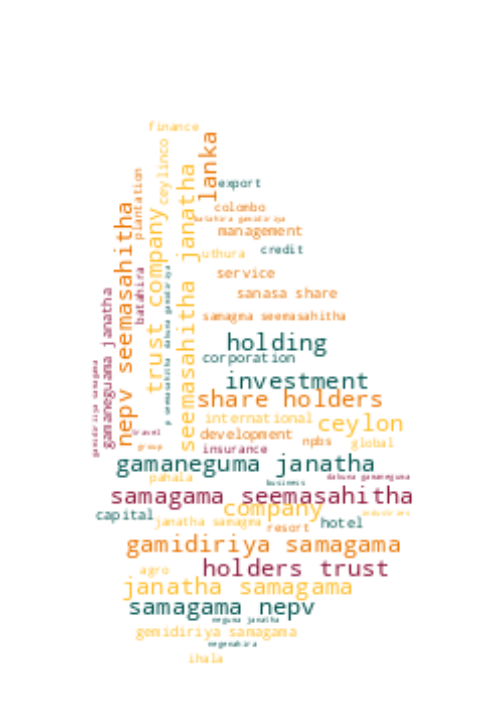 finance
lanka
ceylinco
plantation
export
colombo
batahira gamidiriya
management
uthura
credit
service
sanasa share
samagma seemasahitha
trust company
seemasahitha janatha
nepv seemasahitha
batahira
gamaneguma janatha
gamidiriya samagama
holding
corporation
investment
share holders
international
ceylon
development
npbs
global
insurance
travel
group
gamaneguma janatha
pahala
business
dakuna gamaneguma
samagama seemasahitha
company
capital
janatha samagma
resort
hotel
gamidiriya samagama
agro
holders trust
janatha samagama
samagama nepv
neguma janatha
gemidiriya samagama
negenahira
ihala